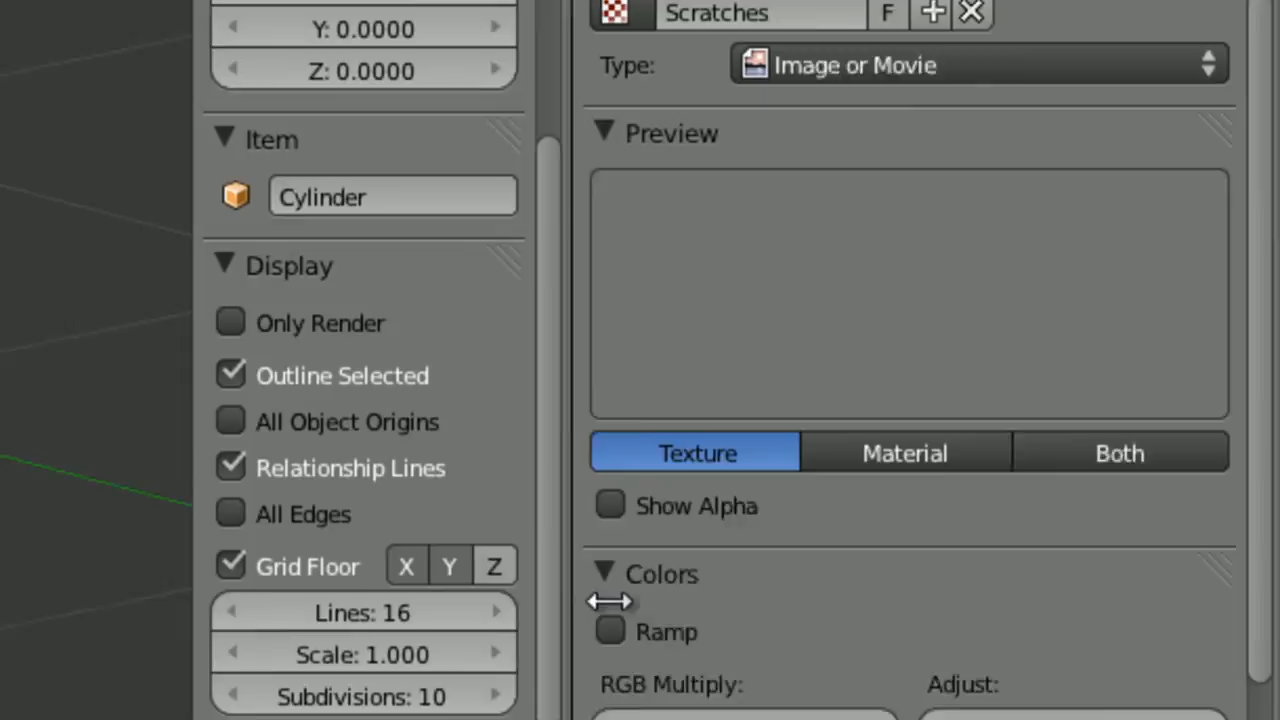 Y: 0.0000
Z: 0.0000
Item
Cylinder
Display
Only Render
Outline Selected
All Object Origins
Relationship Lines
All Edges
Grid Floor X Y Z
Lines: 16
Scale: 1.000
Subdivisions: 10
Scratches F
Type: Image or Movie
Preview
Texture Material Both
Show Alpha
Colors
Ramp
RGB Multiply: Adjust: